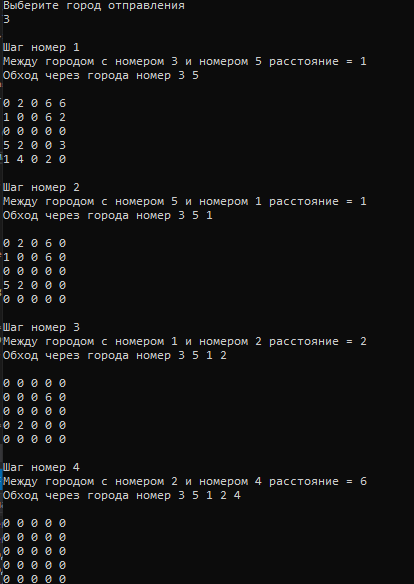 Выберите город отправления
3
Шаг номер 1
Между городом с номером 3 и номером 5 расстояние = 1
Обход через города номер 3 5
0 2 0 6 6
1 0 0 6 2
0 0 0 0 0
5 2 0 0 3
1 4 0 2 0
Шаг номер 2
Между городом с номером 5 и номером 1 расстояние = 1
Обход через города номер 3 5 1
0 2 0 6 0
1 0 0 6 0
0 0 0 0 0
5 2 0 0 0
0 0 0 0 0
Шаг номер 3
Между городом с номером 1 и номером 2 расстояние = 2
Обход через города номер 3 5 1 2
0 0 0 0 0
0 0 0 6 0
0 0 0 0 0
0 2 0 0 0
0 0 0 0 0
Шаг номер 4
Между городом с номером 2 и номером 4 расстояние = 6
Обход через города номер 3 5 1 2 4
0 0 0 0 0
0 0 0 0 0
0 0 0 0 0
0 0 0 0 0
0 0 0 0 0